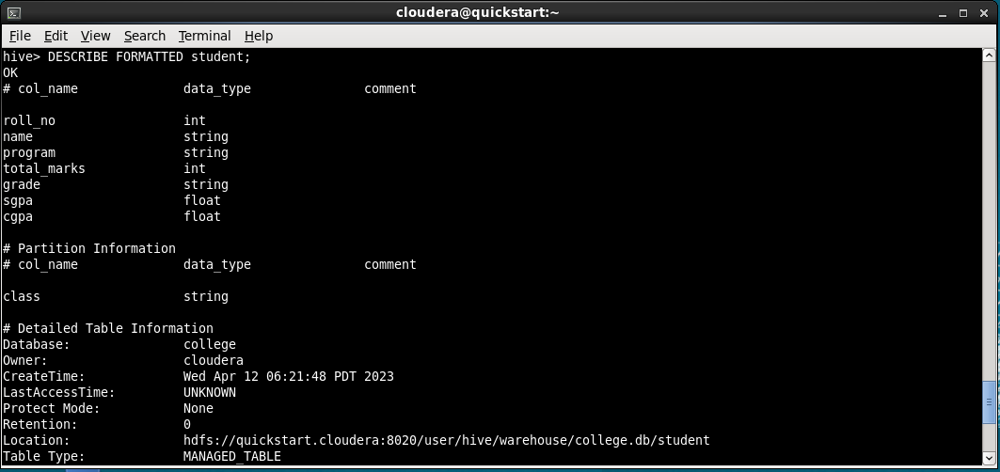 cloudera@quickstart:~
File Edit View Search Terminal Help
hive> DESCRIBE FORMATTED student;
OK
# col_name data_type comment
roll_no int
name string
program string
total_marks int
grade string
sgpa float
cgpa float
# Partition Information
# col_name data_type comment
class string
# Detailed Table Information
Database: college
Owner: cloudera
CreateTime: Wed Apr 12 06:21:48 PDT 2023
LastAccessTime: UNKNOWN
Protect Mode: None
Retention: 0
Location: hdfs://quickstart.cloudera:8020/user/hive/warehouse/college.db/student
Table Type: MANAGED_TABLE